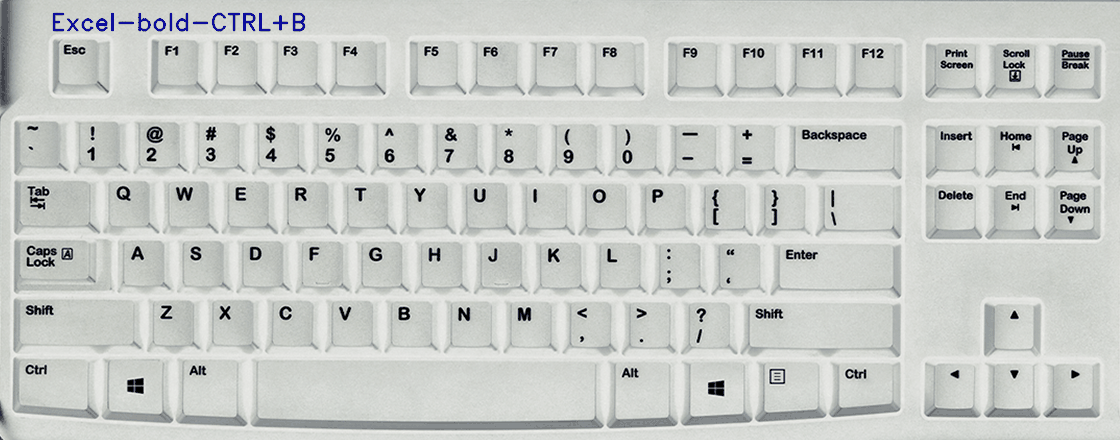 Excel-bold-CTRL+B
Esc F1 F2 F3 F4 F5 F6 F7 F8 F9 F10 F11 F12 Print Screen Scroll Lock Pause Break
~ ! @ # $ % ^ & * ( ) — + Backspace Insert Home Page Up
` 1 2 3 4 5 6 7 8 9 0 - =
Tab Q W E R T Y U I O P { } | Delete End Page Down
[ ] \
Caps Lock A A S D F G H J K L : “ Enter
; ‘
Shift Z X C V B N M < > ? Shift
, . /
Ctrl Alt Alt Ctrl